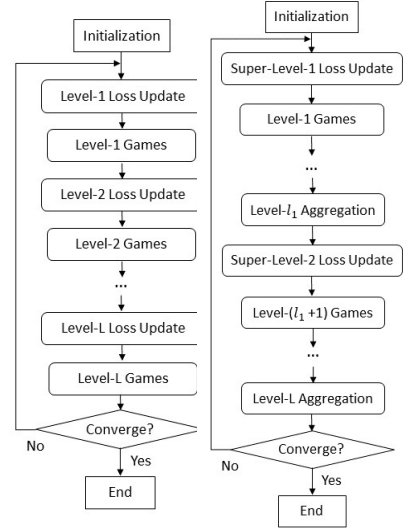 Initialization
Level-1 Loss Update
Level-1 Games
Level-2 Loss Update
Level-2 Games
...
Level-L Loss Update
Level-L Games
Converge?
No
Yes
End
Initialization
Super-Level-1 Loss Update
Level-1 Games
...
Level-l₁ Aggregation
Super-Level-2 Loss Update
Level-(l₁ +1) Games
...
Level-L Aggregation
Converge?
No
Yes
End